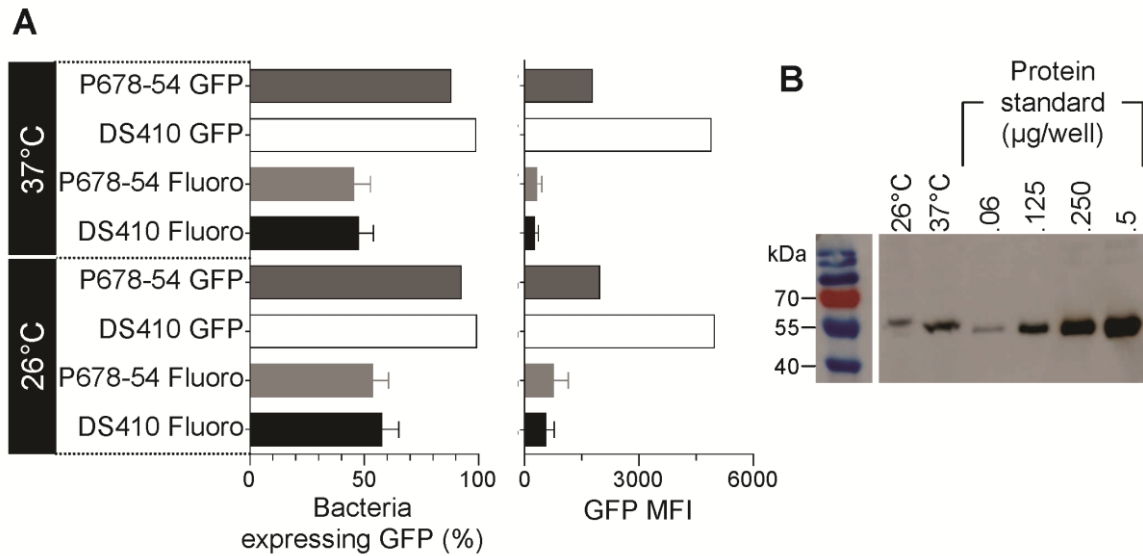 A
37°C
P678-54 GFP
DS410 GFP
P678-54 Fluoro
DS410 Fluoro
26°C
P678-54 GFP
DS410 GFP
P678-54 Fluoro
DS410 Fluoro
0 50 100
Bacteria
expressing GFP (%)
0 3000 6000
GFP MFI
B
Protein
standard
(µg/well)
26°C 37°C .06 .125 .250 .5
kDa
70
55
40